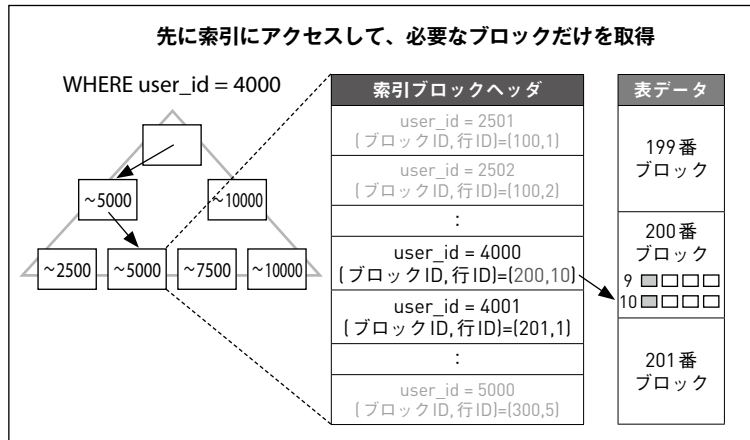 先に索引にアクセスして、必要なブロックだけを取得
WHERE user_id = 4000
~5000
~10000
~2500
~5000
~7500
~10000
索引ブロックヘッダ
user_id = 2501
(ブロックID, 行ID)=(100,1)
user_id = 2502
(ブロックID, 行ID)=(100,2)
:
user_id = 4000
(ブロックID, 行ID)=(200,10)
user_id = 4001
(ブロックID, 行ID)=(201,1)
:
user_id = 5000
(ブロックID, 行ID)=(300,5)
表データ
199番
ブロック
200番
ブロック
9
10
201番
ブロック